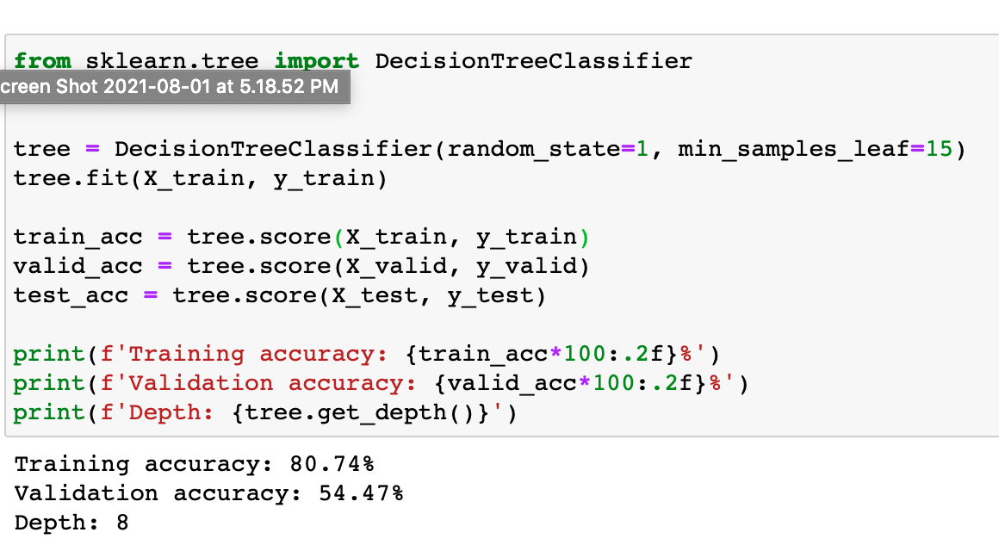 from sklearn.tree import DecisionTreeClassifier
creen Shot 2021-08-01 at 5.18.52 PM
tree = DecisionTreeClassifier(random_state=1, min_samples_leaf=15)
tree.fit(X_train, y_train)
train_acc = tree.score(X_train, y_train)
valid_acc = tree.score(X_valid, y_valid)
test_acc = tree.score(X_test, y_test)
print(f'Training accuracy: {train_acc*100:.2f}%')
print(f'Validation accuracy: {valid_acc*100:.2f}%')
print(f'Depth: {tree.get_depth()}')
Training accuracy: 80.74%
Validation accuracy: 54.47%
Depth: 8